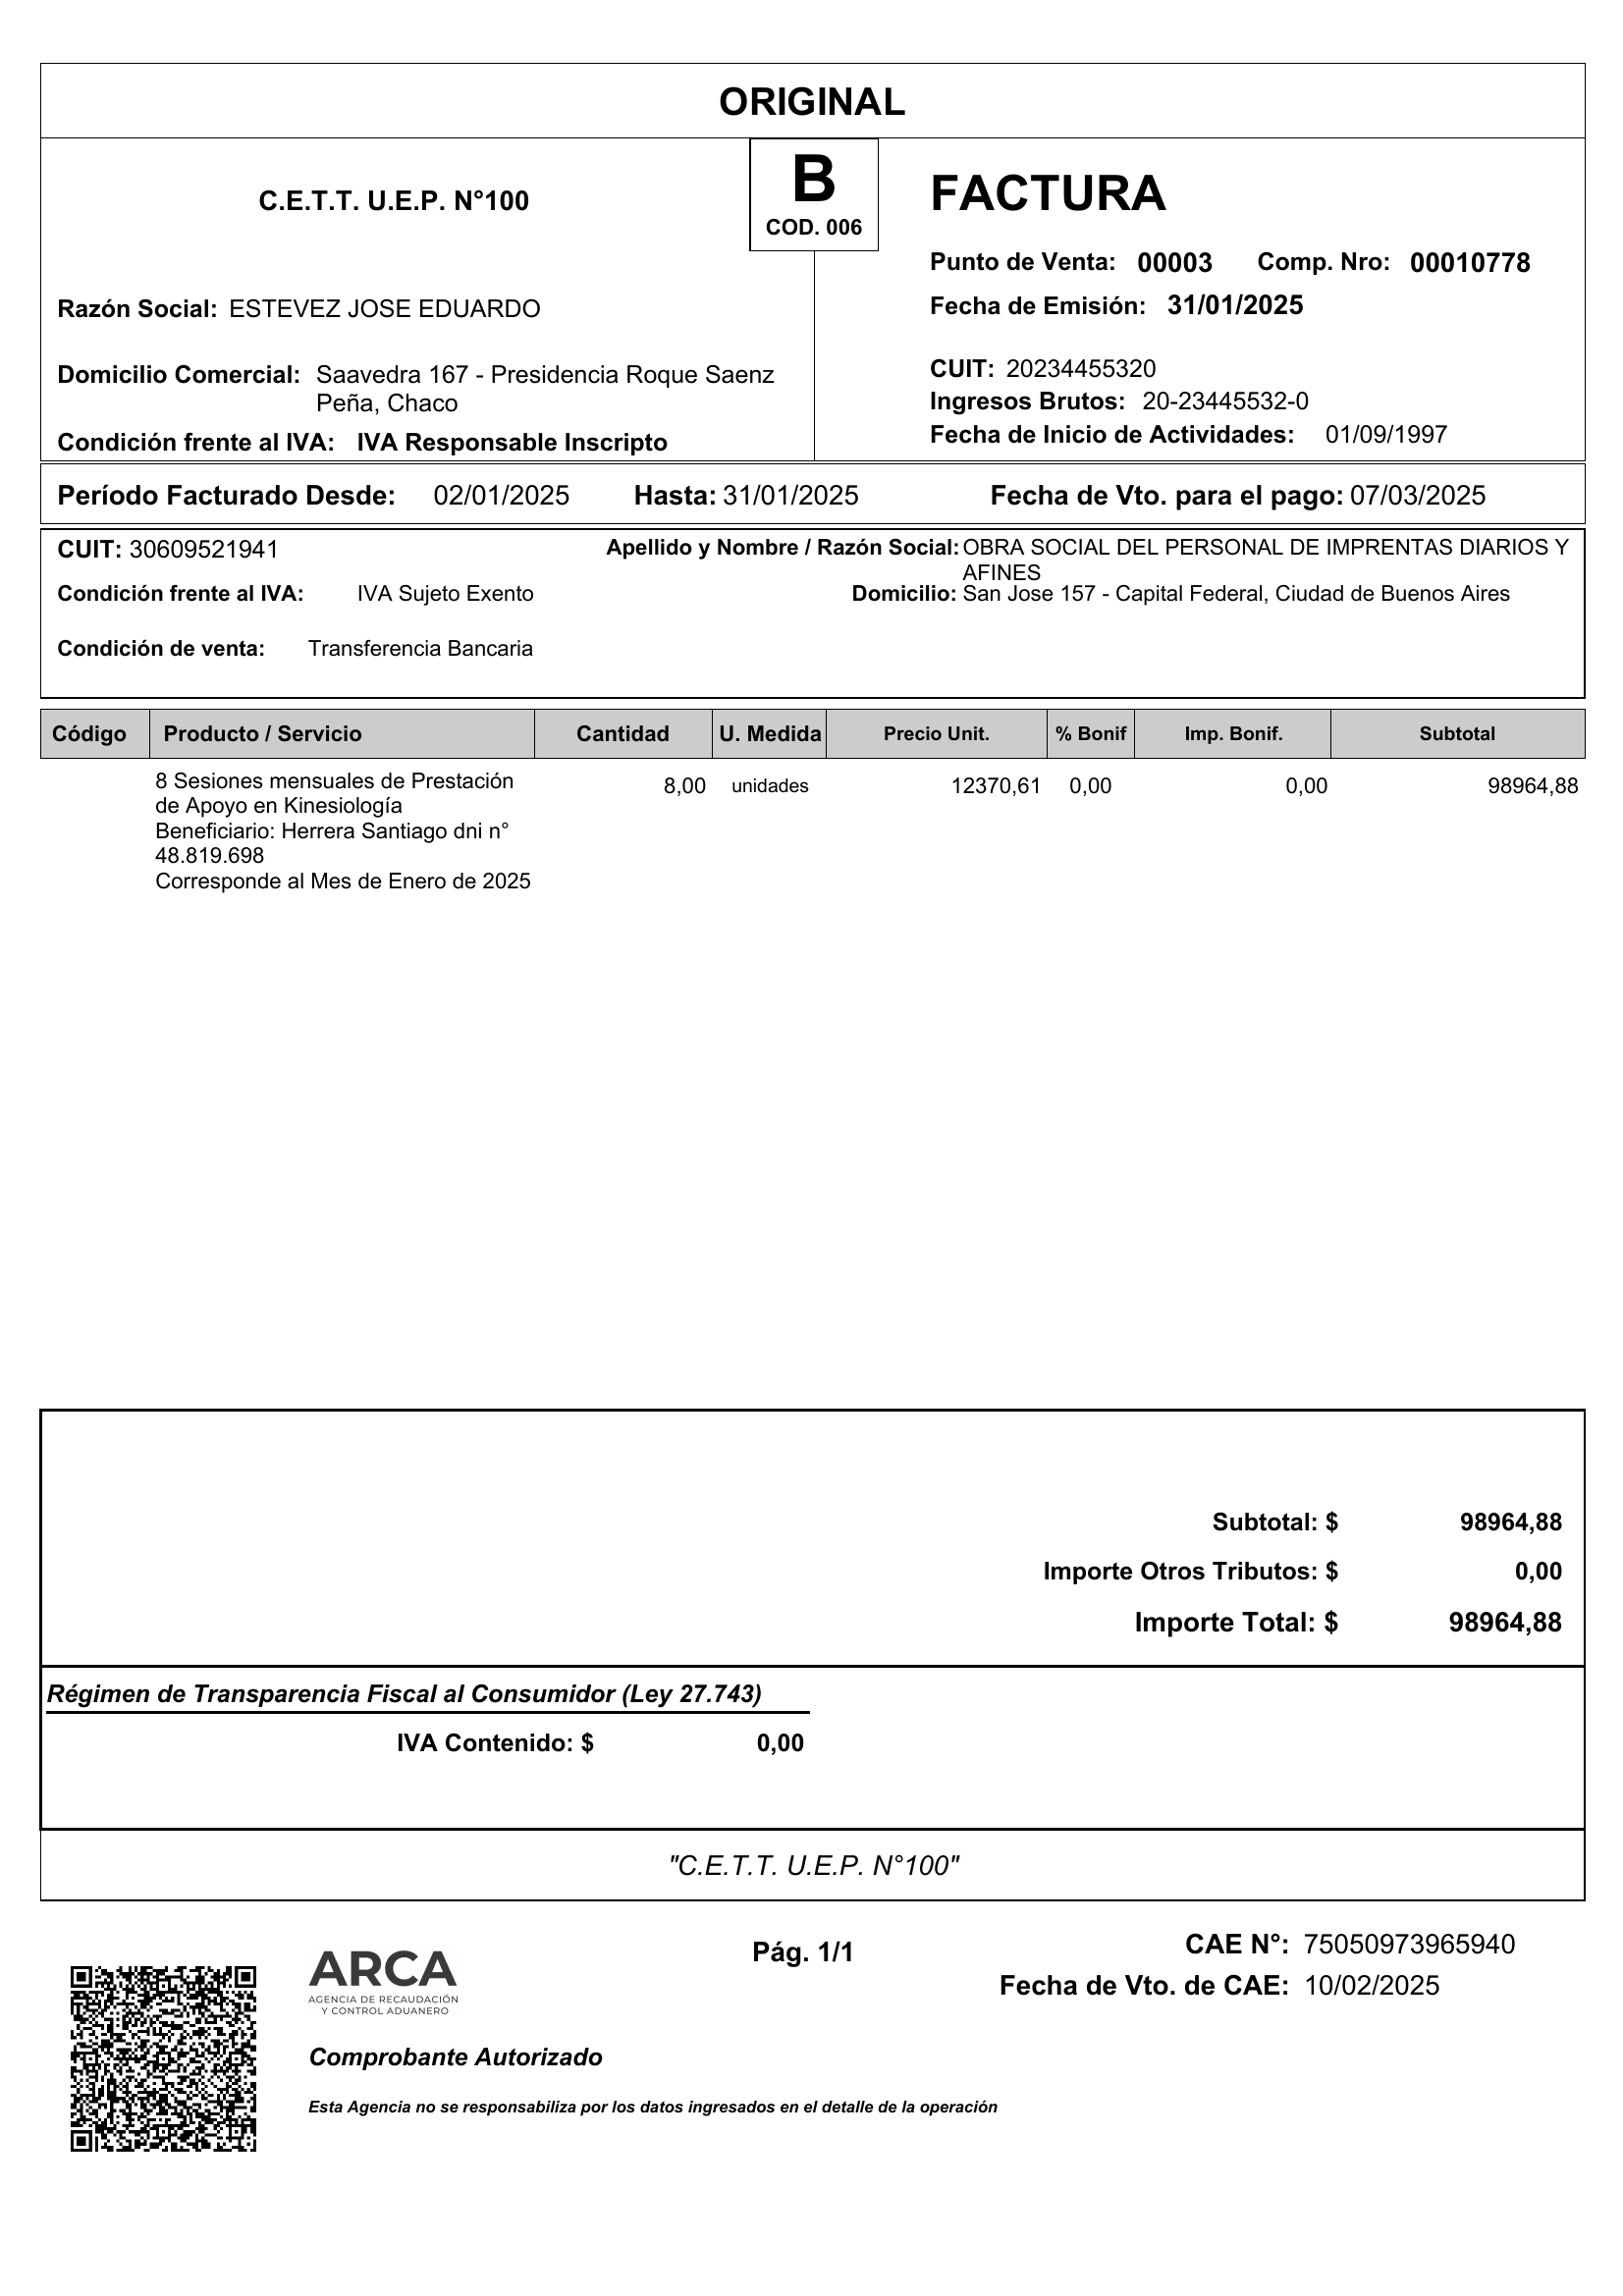 ORIGINAL
C.E.T.T. U.E.P. N°100
B
COD. 006
FACTURA
Punto de Venta: 00003 Comp. Nro: 00010778
Fecha de Emisión: 31/01/2025
Razón Social: ESTEVEZ JOSE EDUARDO
Domicilio Comercial: Saavedra 167 - Presidencia Roque Saenz
Peña, Chaco
Condición frente al IVA: IVA Responsable Inscripto
CUIT: 20234455320
Ingresos Brutos: 20-23445532-0
Fecha de Inicio de Actividades: 01/09/1997
Período Facturado Desde: 02/01/2025 Hasta: 31/01/2025 Fecha de Vto. para el pago: 07/03/2025
CUIT: 30609521941 Apellido y Nombre / Razón Social: OBRA SOCIAL DEL PERSONAL DE IMPRENTAS DIARIOS Y
AFINES
Condición frente al IVA: IVA Sujeto Exento Domicilio: San Jose 157 - Capital Federal, Ciudad de Buenos Aires
Condición de venta: Transferencia Bancaria
Código Producto / Servicio Cantidad U. Medida Precio Unit. % Bonif Imp. Bonif. Subtotal
8 Sesiones mensuales de Prestación 8,00 unidades 12370,61 0,00 0,00 98964,88
de Apoyo en Kinesiología
Beneficiario: Herrera Santiago dni n°
48.819.698
Corresponde al Mes de Enero de 2025
Subtotal: $ 98964,88
Importe Otros Tributos: $ 0,00
Importe Total: $ 98964,88
Régimen de Transparencia Fiscal al Consumidor (Ley 27.743)
IVA Contenido: $ 0,00
"C.E.T.T. U.E.P. N°100"
ARCA
AGENCIA DE RECAUDACIÓN
Y CONTROL ADUANERO
Pág. 1/1
CAE N°: 75050973965940
Fecha de Vto. de CAE: 10/02/2025
Comprobante Autorizado
Esta Agencia no se responsabiliza por los datos ingresados en el detalle de la operación